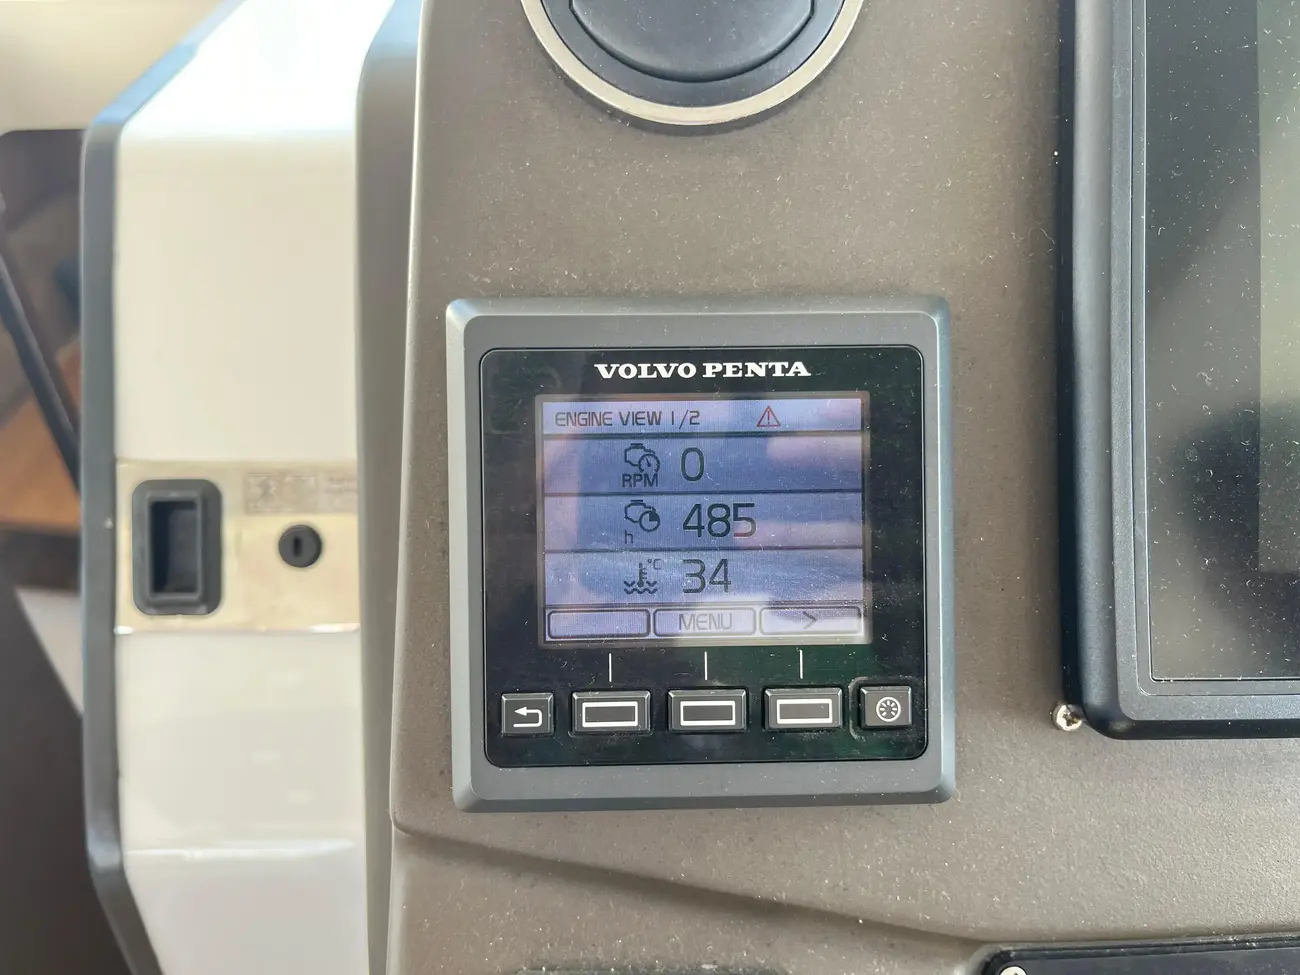 VOLVO PENTA
ENGINE VIEW 1/2
RPM 0
h 485
°C 34
MENU >